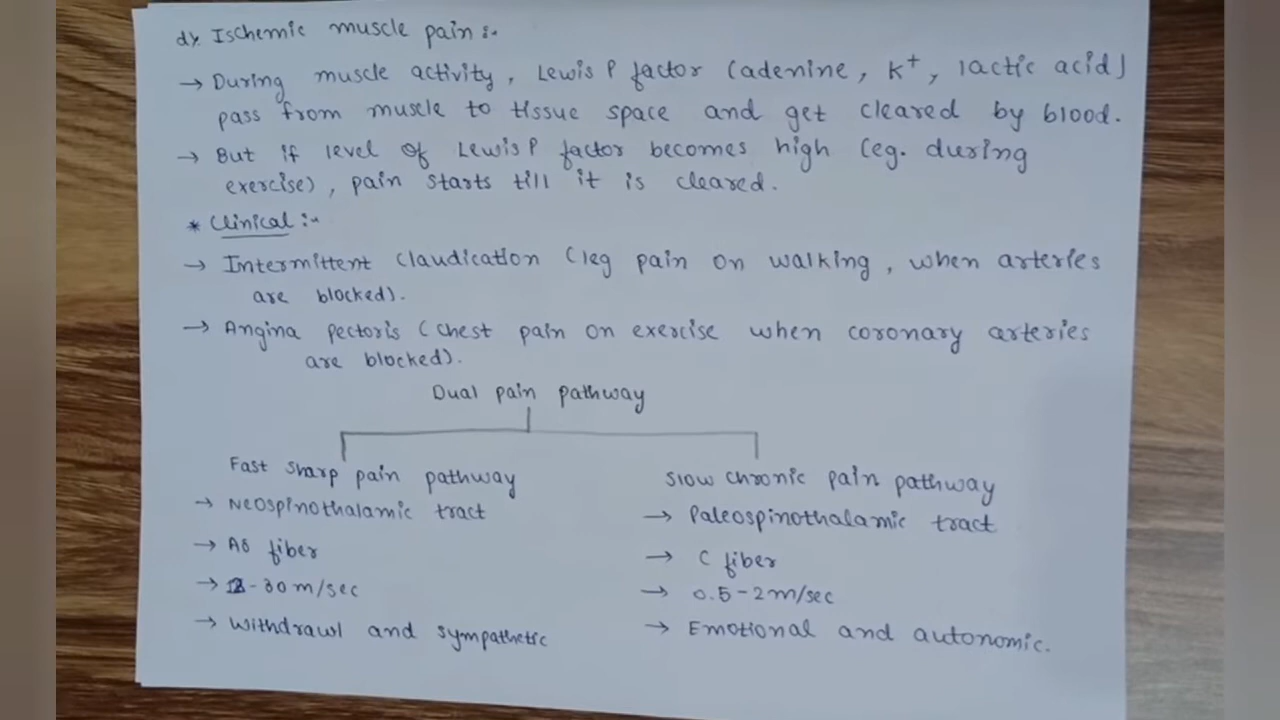 d) Ischemic muscle pain :-
→ During muscle activity, Lewis P factor (adenine, K+, lactic acid)
pass from muscle to tissue space and get cleared by blood.
→ But if level of Lewis P factor becomes high (eg. during
exercise), pain starts till it is cleared.
* Clinical :-
→ Intermittent claudication (leg pain on walking, when arteries
are blocked).
→ Angina pectoris (chest pain on exercise when coronary arteries
are blocked).
Dual pain pathway
Fast sharp pain pathway
→ Neospinothalamic tract
→ Aδ fiber
→ -30 m/sec
→ Withdrawl and sympathetic
Slow chronic pain pathway
→ Paleospinothalamic tract
→ C fiber
→ 0.5-2 m/sec
→ Emotional and autonomic.